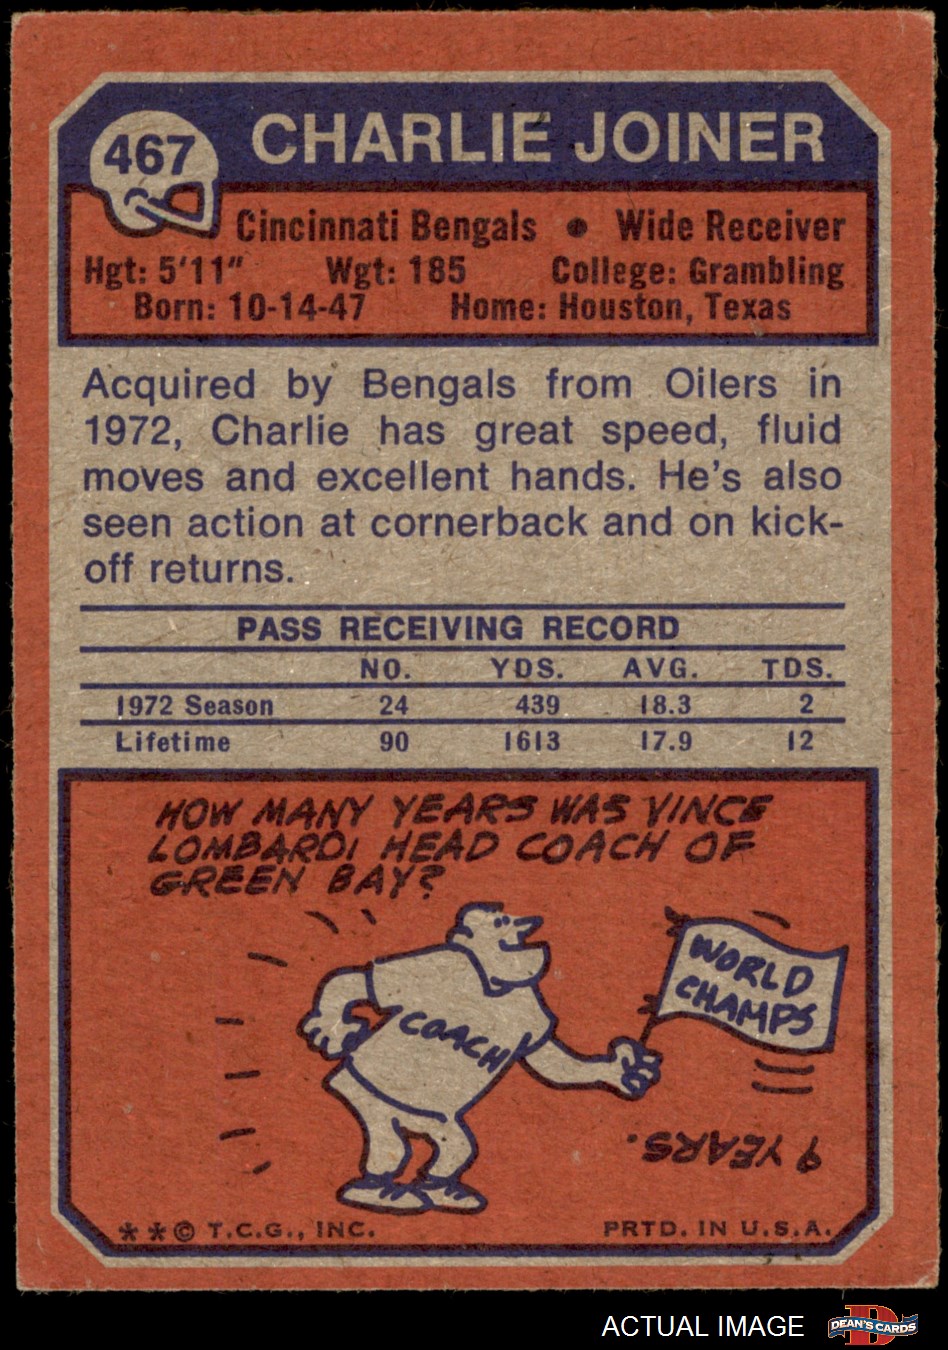 467
CHARLIE JOINER
Cincinnati Bengals • Wide Receiver
Hgt: 5'11" Wgt: 185 College: Grambling
Born: 10-14-47 Home: Houston, Texas
Acquired by Bengals from Oilers in
1972, Charlie has great speed, fluid
moves and excellent hands. He's also
seen action at cornerback and on kick-
off returns.
PASS RECEIVING RECORD
NO. YDS. AVG. TDS.
1972 Season 24 439 18.3 2
Lifetime 90 1613 17.9 12
HOW MANY YEARS WAS VINCE
LOMBARDI HEAD COACH OF
GREEN BAY?
WORLD
CHAMPS
COACH
9 YEARS.
**© T.C.G., INC. PRTD. IN U.S.A.
ACTUAL IMAGE
D
DEAN'S CARDS